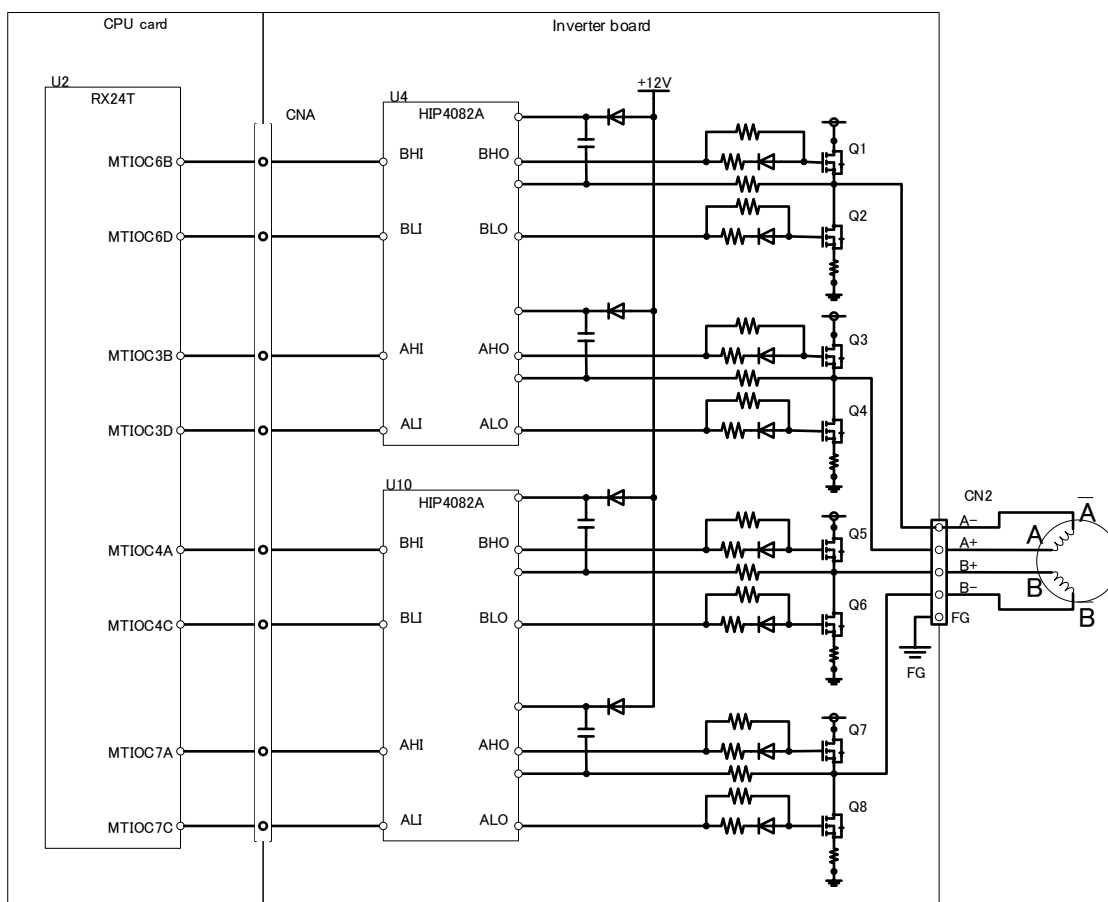 CPU card
Inverter board
U2
RX24T
CNA
U4
HIP4082A
+12V
MTIOC6B
BHI
BHO
Q1
MTIOC6D
BLI
BLO
Q2
MTIOC3B
AHI
AHO
Q3
MTIOC3D
ALI
ALO
Q4
U10
HIP4082A
CN2
MTIOC4A
BHI
BHO
Q5
MTIOC4C
BLI
BLO
Q6
A-
A+
B+
B-
FG
A
A̅
B
B̅
FG
MTIOC7A
AHI
AHO
Q7
MTIOC7C
ALI
ALO
Q8